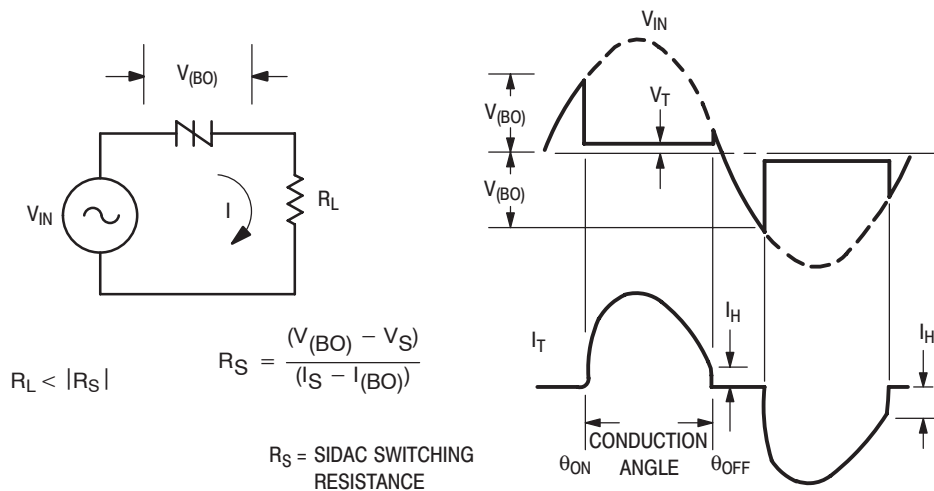 V(BO)
VIN
I
RL
RL < |RS|
RS = (V(BO) − VS) / (IS − I(BO))
RS = SIDAC SWITCHING
RESISTANCE
VIN
VT
V(BO)
V(BO)
IH
IT
IH
CONDUCTION
ANGLE
θON
θOFF